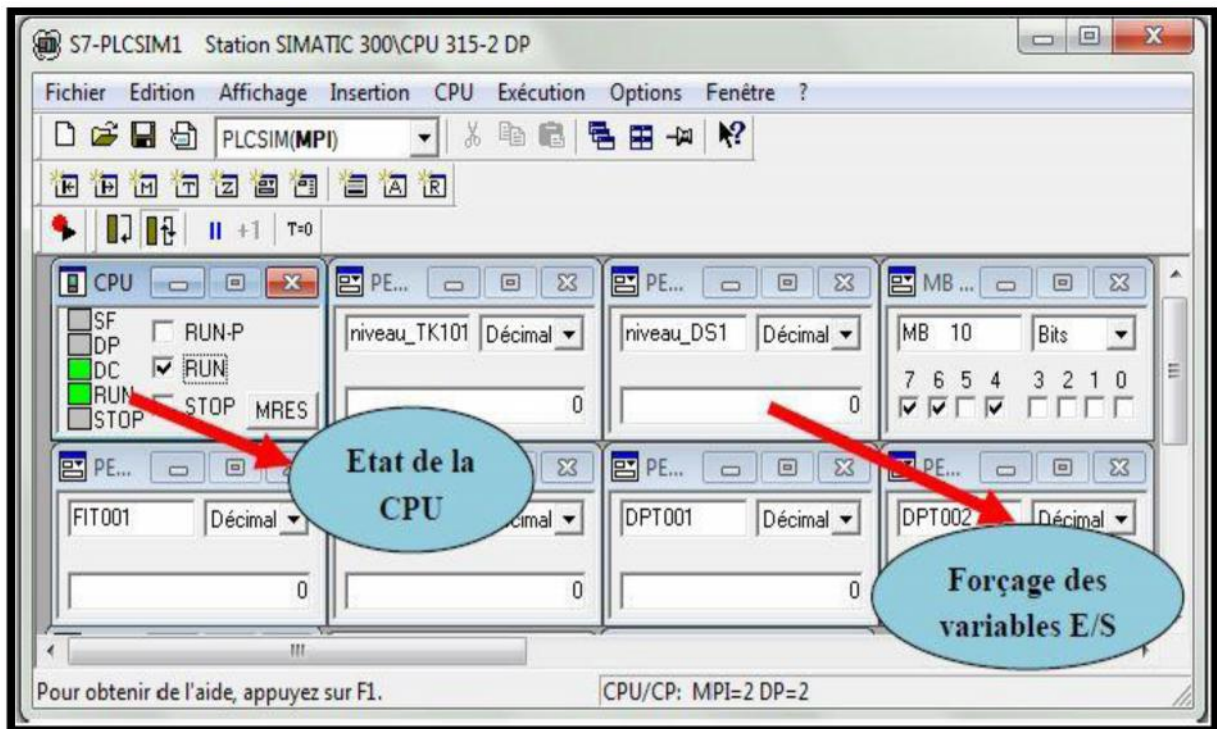 S7-PLCSIM1 Station SIMATIC 300\CPU 315-2 DP
Fichier Edition Affichage Insertion CPU Exécution Options Fenêtre ?
PLCSIM(MPI)
+1 T=0
CPU
PE...
PE...
MB ...
SF
DP
DC
RUN
STOP
RUN-P
RUN
STOP MRES
niveau_TK101 Décimal
0
niveau_DS1 Décimal
0
MB 10 Bits
7 6 5 4 3 2 1 0
Etat de la
CPU
PE...
FIT001 Décimal
0
Décimal
0
PE...
DPT001 Décimal
0
PE...
DPT002 Décimal
Forçage des
variables E/S
Pour obtenir de l'aide, appuyez sur F1.
CPU/CP: MPI=2 DP=2